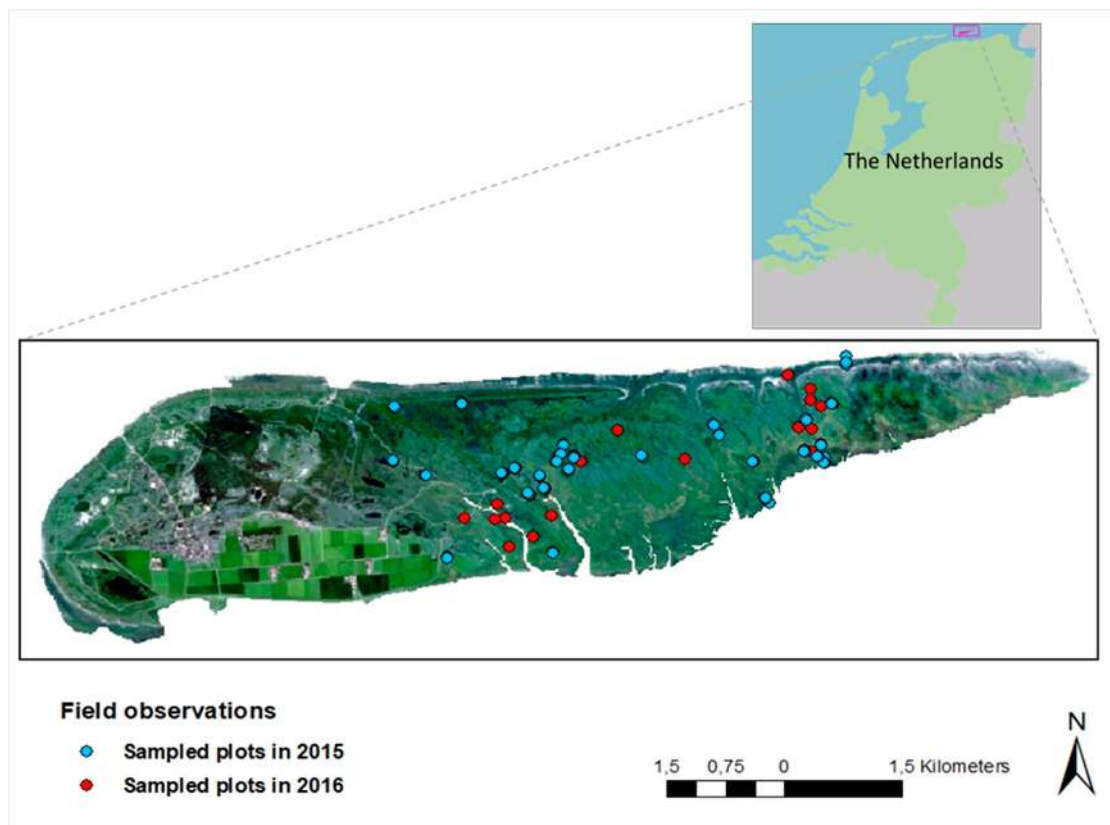 The Netherlands
Field observations
Sampled plots in 2015
Sampled plots in 2016
N
1,5 0,75 0 1,5 Kilometers